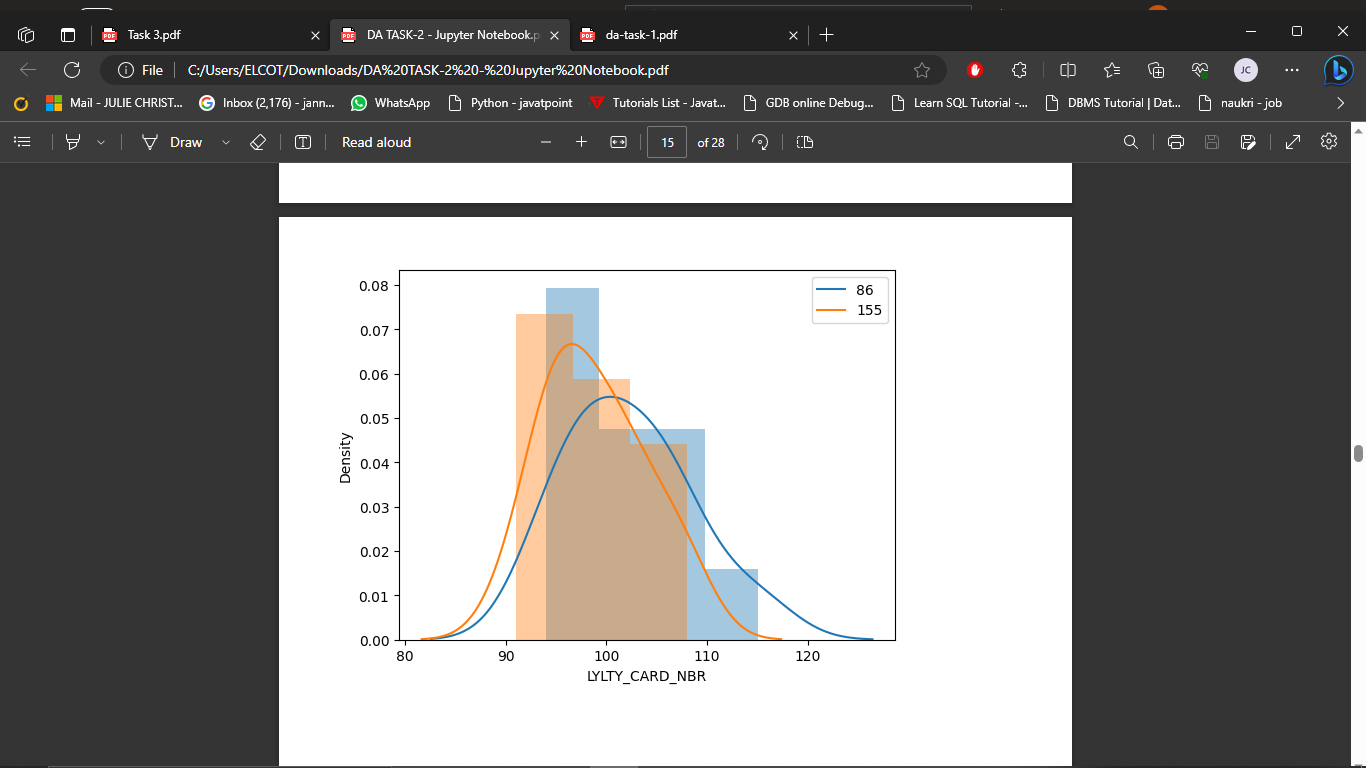 Task 3.pdf
DA TASK-2 - Jupyter Notebook.p
da-task-1.pdf
File
C:/Users/ELCOT/Downloads/DA%20TASK-2%20-%20Jupyter%20Notebook.pdf
JC
Mail - JULIE CHRIST...
Inbox (2,176) - jann...
WhatsApp
Python - javatpoint
Tutorials List - Javat...
GDB online Debug...
Learn SQL Tutorial -...
DBMS Tutorial | Dat...
naukri - job
Draw
Read aloud
15
of 28
86
155
0.08
0.07
0.06
0.05
0.04
0.03
0.02
0.01
0.00
Density
80
90
100
110
120
LYLTY_CARD_NBR